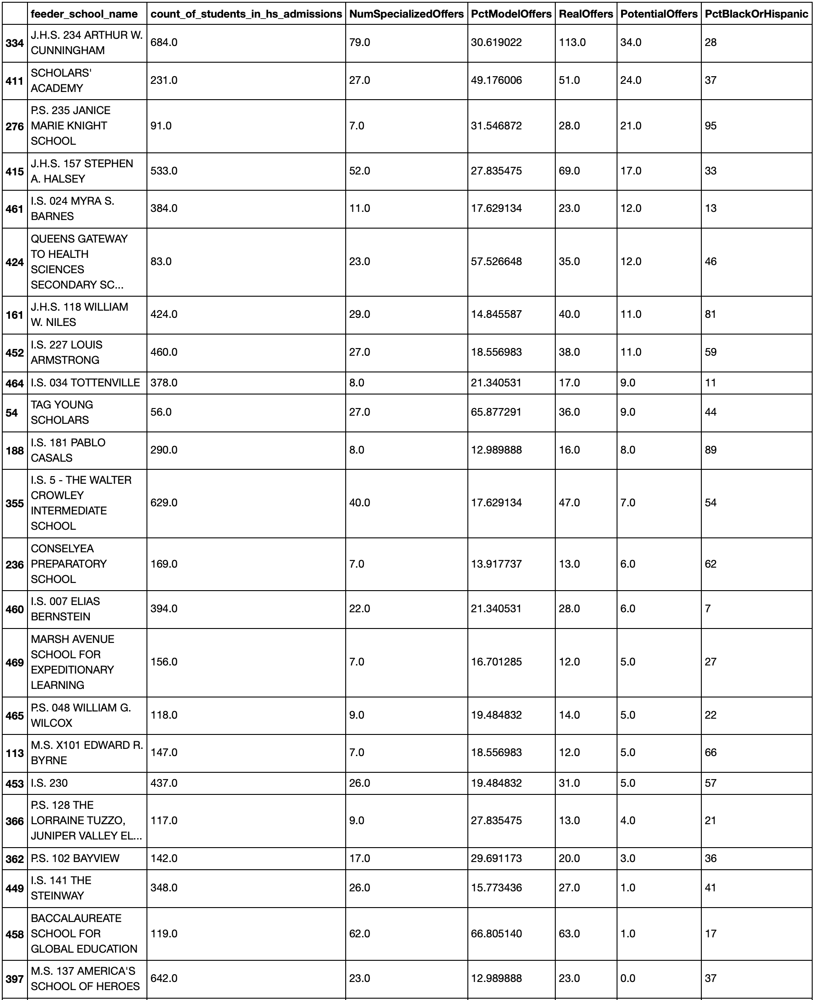 feeder_school_name count_of_students_in_hs_admissions NumSpecializedOffers PctModelOffers RealOffers PotentialOffers PctBlackOrHispanic
334 J.H.S. 234 ARTHUR W. CUNNINGHAM 684.0 79.0 30.619022 113.0 34.0 28
411 SCHOLARS' ACADEMY 231.0 27.0 49.176006 51.0 24.0 37
276 P.S. 235 JANICE MARIE KNIGHT SCHOOL 91.0 7.0 31.546872 28.0 21.0 95
415 J.H.S. 157 STEPHEN A. HALSEY 533.0 52.0 27.835475 69.0 17.0 33
461 I.S. 024 MYRA S. BARNES 384.0 11.0 17.629134 23.0 12.0 13
424 QUEENS GATEWAY TO HEALTH SCIENCES SECONDARY SC... 83.0 23.0 57.526648 35.0 12.0 46
161 J.H.S. 118 WILLIAM W. NILES 424.0 29.0 14.845587 40.0 11.0 81
452 I.S. 227 LOUIS ARMSTRONG 460.0 27.0 18.556983 38.0 11.0 59
464 I.S. 034 TOTTENVILLE 378.0 8.0 21.340531 17.0 9.0 11
54 TAG YOUNG SCHOLARS 56.0 27.0 65.877291 36.0 9.0 44
188 I.S. 181 PABLO CASALS 290.0 8.0 12.989888 16.0 8.0 89
355 I.S. 5 - THE WALTER CROWLEY INTERMEDIATE SCHOOL 629.0 40.0 17.629134 47.0 7.0 54
236 CONSELYEA PREPARATORY SCHOOL 169.0 7.0 13.917737 13.0 6.0 62
460 I.S. 007 ELIAS BERNSTEIN 394.0 22.0 21.340531 28.0 6.0 7
469 MARSH AVENUE SCHOOL FOR EXPEDITIONARY LEARNING 156.0 7.0 16.701285 12.0 5.0 27
465 P.S. 048 WILLIAM G. WILCOX 118.0 9.0 19.484832 14.0 5.0 22
113 M.S. X101 EDWARD R. BYRNE 147.0 7.0 18.556983 12.0 5.0 66
453 I.S. 230 437.0 26.0 19.484832 31.0 5.0 57
366 P.S. 128 THE LORRAINE TUZZO, JUNIPER VALLEY EL... 117.0 9.0 27.835475 13.0 4.0 21
362 P.S. 102 BAYVIEW 142.0 17.0 29.691173 20.0 3.0 36
449 I.S. 141 THE STEINWAY 348.0 26.0 15.773436 27.0 1.0 41
458 BACCALAUREATE SCHOOL FOR GLOBAL EDUCATION 119.0 62.0 66.805140 63.0 1.0 17
397 M.S. 137 AMERICA'S SCHOOL OF HEROES 642.0 23.0 12.989888 23.0 0.0 37